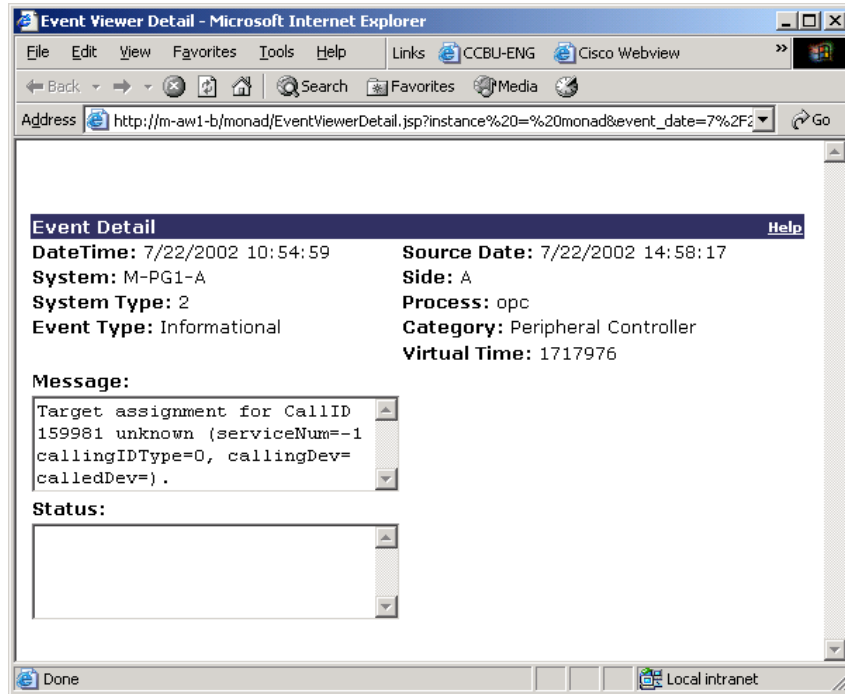 Event Viewer Detail - Microsoft Internet Explorer
File Edit View Favorites Tools Help Links CCBU-ENG Cisco Webview »
Back Search Favorites Media
Address http://m-aw1-b/monad/EventViewerDetail.jsp?instance%20=%20monad&event_date=7%2F2 Go
Event Detail Help
DateTime: 7/22/2002 10:54:59 Source Date: 7/22/2002 14:58:17
System: M-PG1-A Side: A
System Type: 2 Process: opc
Event Type: Informational Category: Peripheral Controller
Virtual Time: 1717976
Message:
Target assignment for CallID
159981 unknown (serviceNum=-1
callingIDType=0, callingDev=
calledDev=).
Status:
Done Local intranet